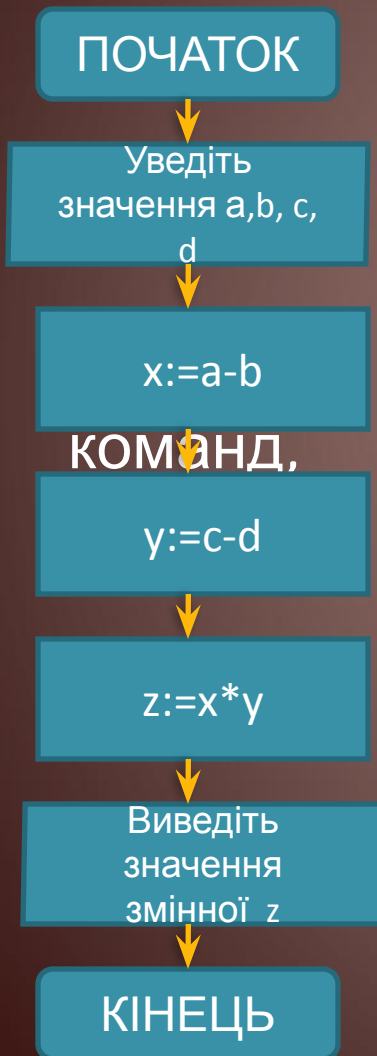 ПОЧАТОК
Уведіть
значення a,b, c,
d
x:=a-b
команд,
y:=c-d
z:=x*y
Виведіть
значення
змінної z
КІНЕЦЬ